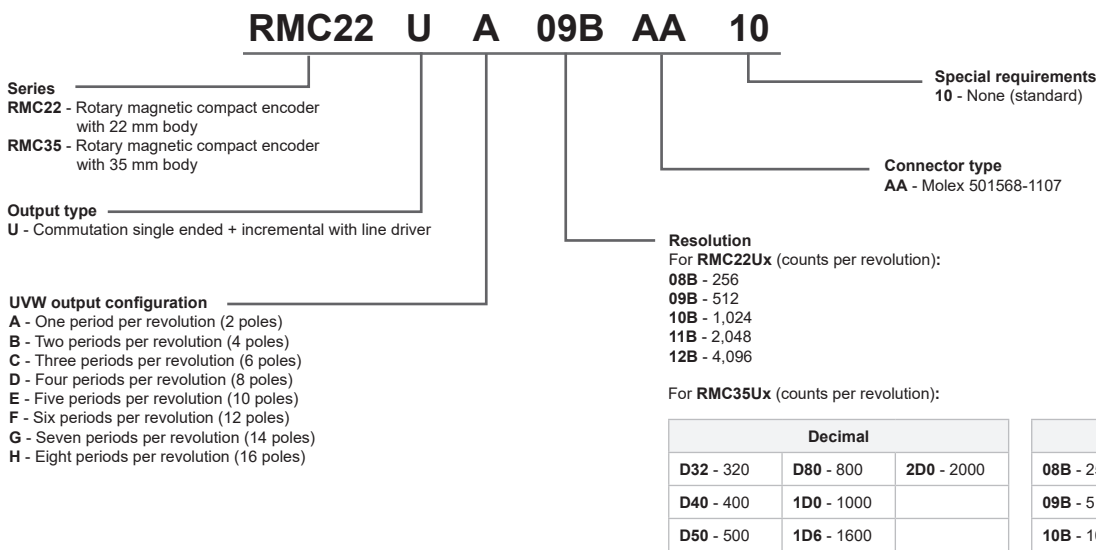 RMC22 U A 09B AA 10
Series
RMC22 - Rotary magnetic compact encoder
with 22 mm body
RMC35 - Rotary magnetic compact encoder
with 35 mm body
Output type
U - Commutation single ended + incremental with line driver
UVW output configuration
A - One period per revolution (2 poles)
B - Two periods per revolution (4 poles)
C - Three periods per revolution (6 poles)
D - Four periods per revolution (8 poles)
E - Five periods per revolution (10 poles)
F - Six periods per revolution (12 poles)
G - Seven periods per revolution (14 poles)
H - Eight periods per revolution (16 poles)
Special requirements
10 - None (standard)
Connector type
AA - Molex 501568-1107
Resolution
For RMC22Ux (counts per revolution):
08B - 256
09B - 512
10B - 1,024
11B - 2,048
12B - 4,096
For RMC35Ux (counts per revolution):
Decimal
D32 - 320 D80 - 800 2D0 - 2000 08B -
D40 - 400 1D0 - 1000 09B -
D50 - 500 1D6 - 1600 10B -